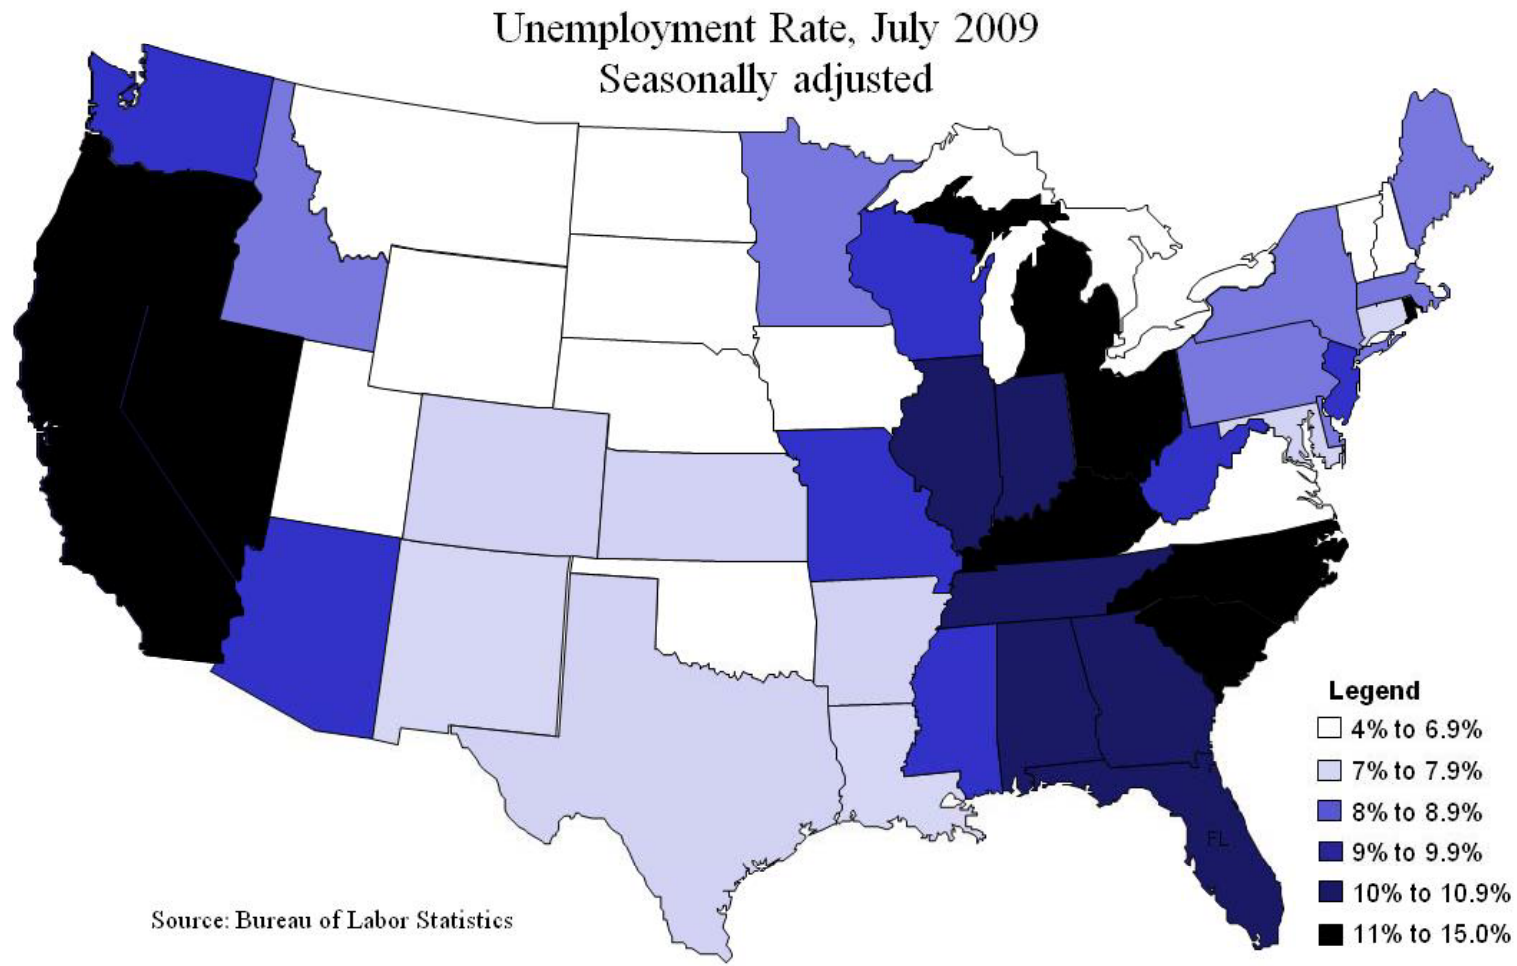 Unemployment Rate, July 2009
Seasonally adjusted
FL
Legend
4% to 6.9%
7% to 7.9%
8% to 8.9%
9% to 9.9%
10% to 10.9%
11% to 15.0%
Source: Bureau of Labor Statistics